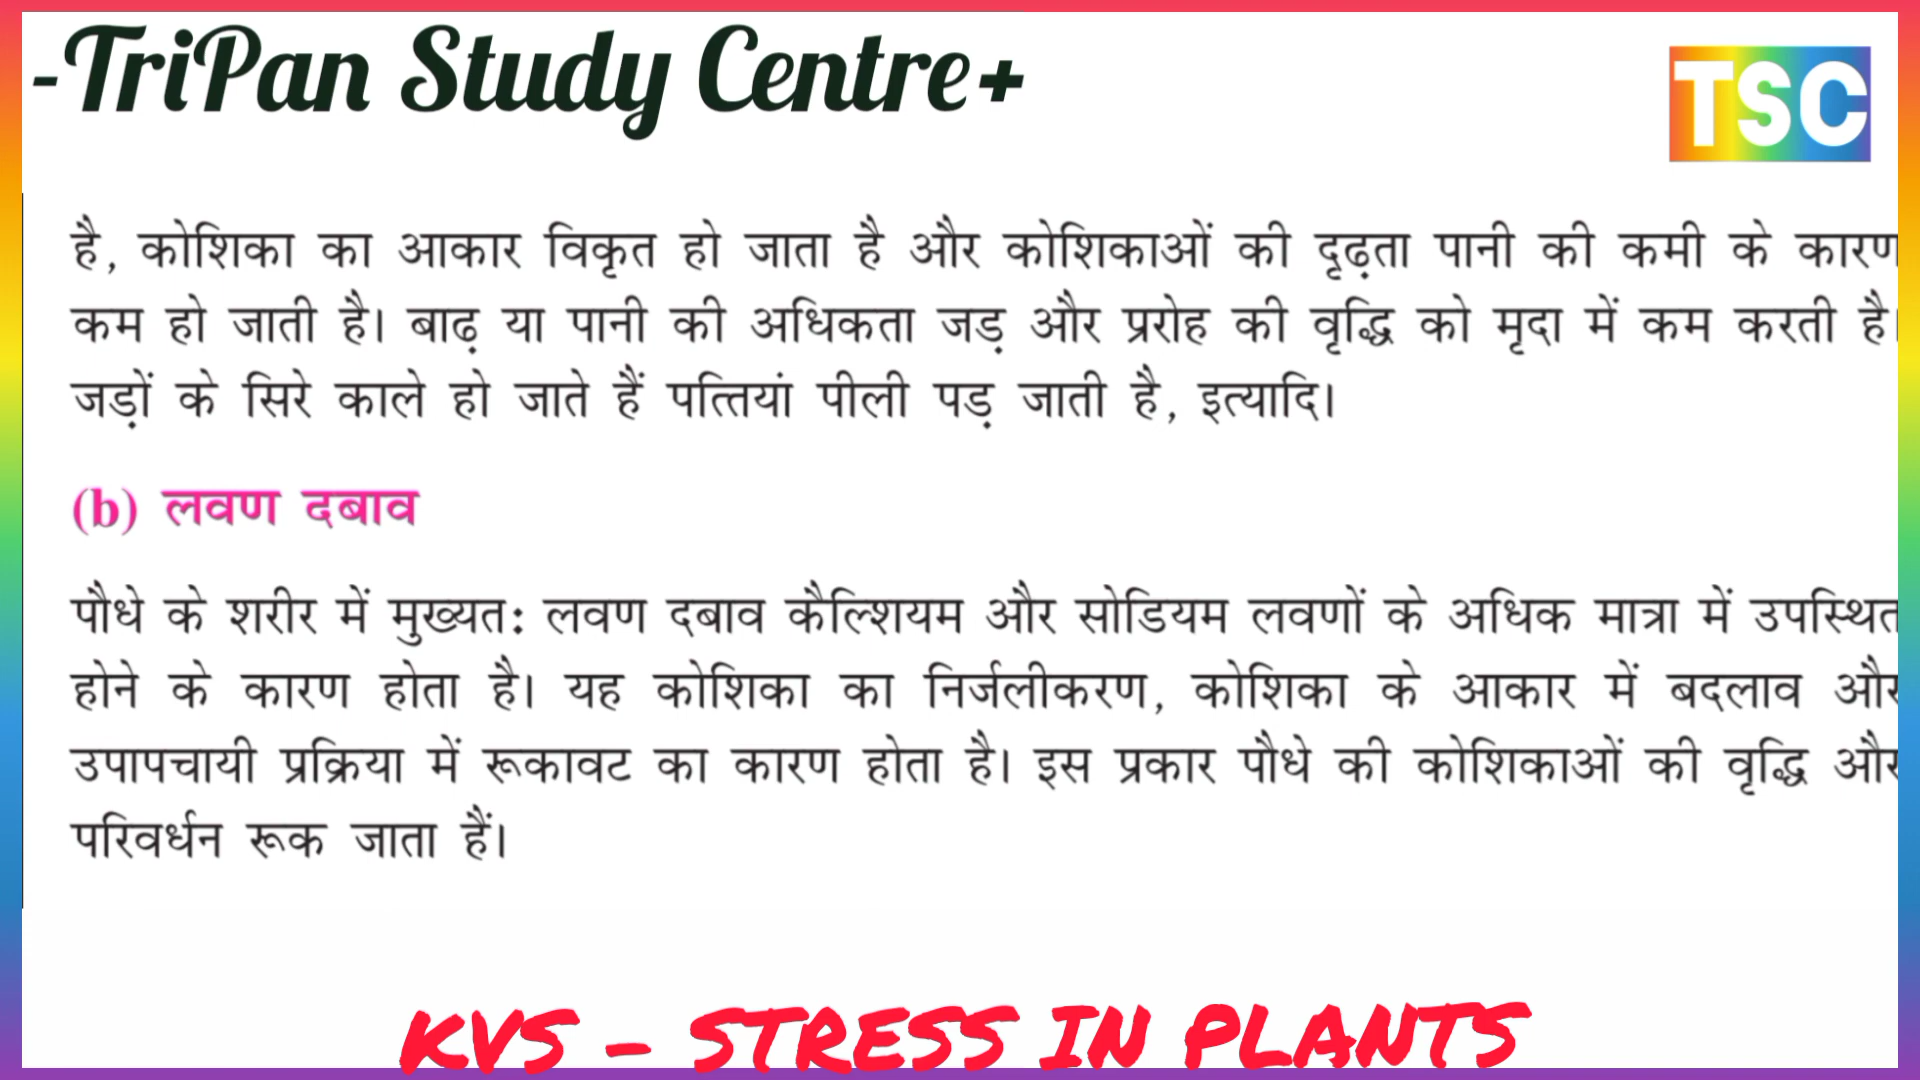 -TriPan Study Centre+
TSC
है, कोशिका का आकार विकृत हो जाता है और कोशिकाओं की दृढ़ता पानी की कमी के कारण
कम हो जाती है। बाढ़ या पानी की अधिकता जड़ और प्ररोह की वृद्धि को मृदा में कम करती है।
जड़ों के सिरे काले हो जाते हैं पत्तियां पीली पड़ जाती है, इत्यादि।
(b) लवण दबाव
पौधे के शरीर में मुख्यतः लवण दबाव कैल्शियम और सोडियम लवणों के अधिक मात्रा में उपस्थित
होने के कारण होता है। यह कोशिका का निर्जलीकरण, कोशिका के आकार में बदलाव और
उपापचायी प्रक्रिया में रूकावट का कारण होता है। इस प्रकार पौधे की कोशिकाओं की वृद्धि और
परिवर्धन रूक जाता हैं।
KVS - STRESS IN PLANTS